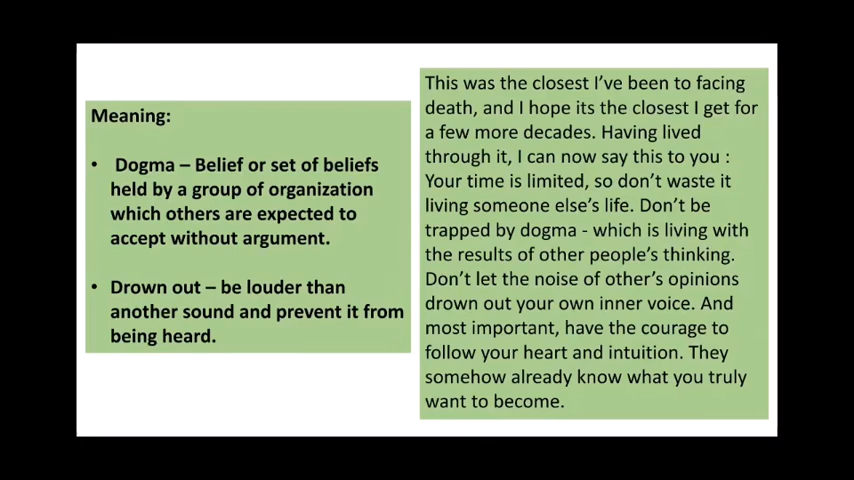 Meaning:
• Dogma – Belief or set of beliefs
held by a group of organization
which others are expected to
accept without argument.
• Drown out – be louder than
another sound and prevent it from
being heard.
This was the closest I've been to facing
death, and I hope its the closest I get for
a few more decades. Having lived
through it, I can now say this to you :
Your time is limited, so don't waste it
living someone else's life. Don't be
trapped by dogma - which is living with
the results of other people's thinking.
Don't let the noise of other's opinions
drown out your own inner voice. And
most important, have the courage to
follow your heart and intuition. They
somehow already know what you truly
want to become.